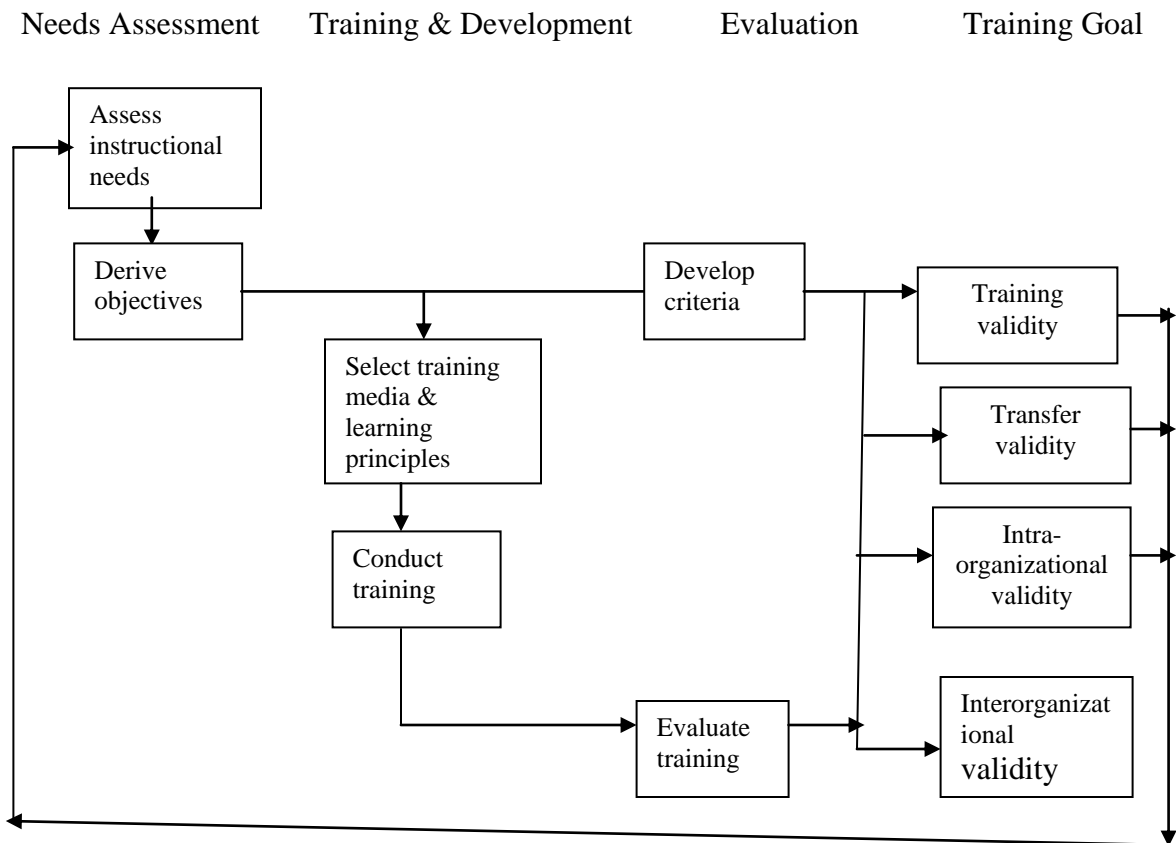 Needs Assessment Training & Development Evaluation Training Goal
Assess
instructional
needs
Derive
objectives
Develop
criteria
Training
validity
Select training
media &
learning
principles
Transfer
validity
Conduct
training
Intra-
organizational
validity
Evaluate
training
Interorganizat
ional
validity